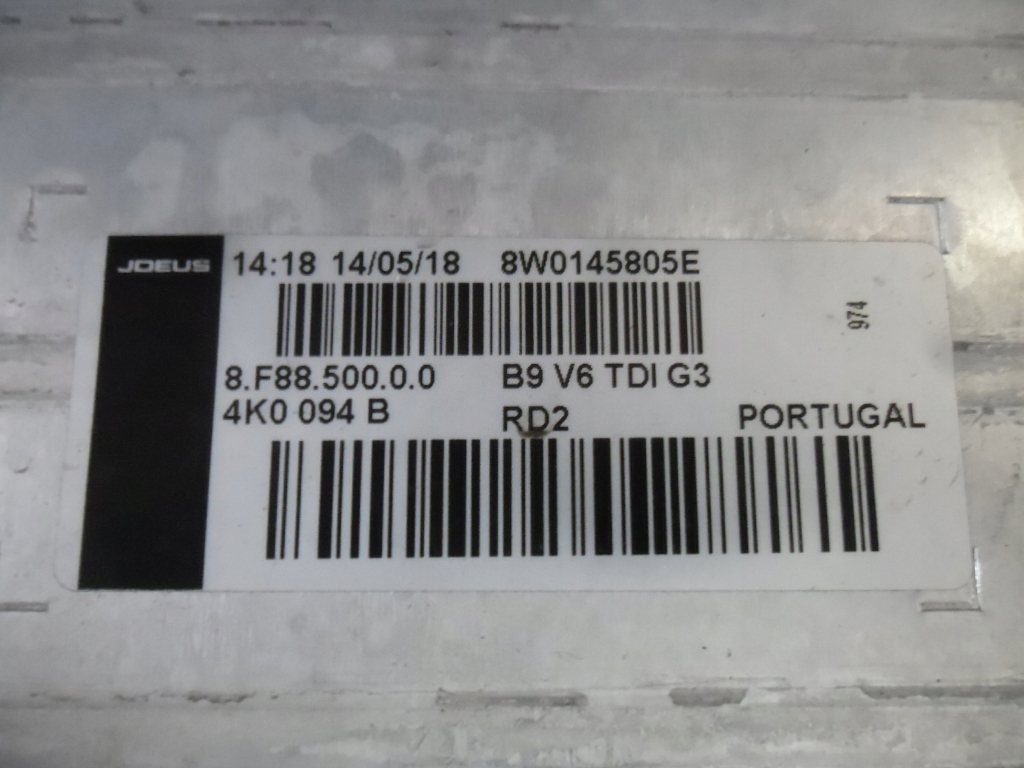 JDEUS
14:18 14/05/18 8W0145805E
974
8.F88.500.0.0 B9 V6 TDI G3
4K0 094 B RD2 PORTUGAL